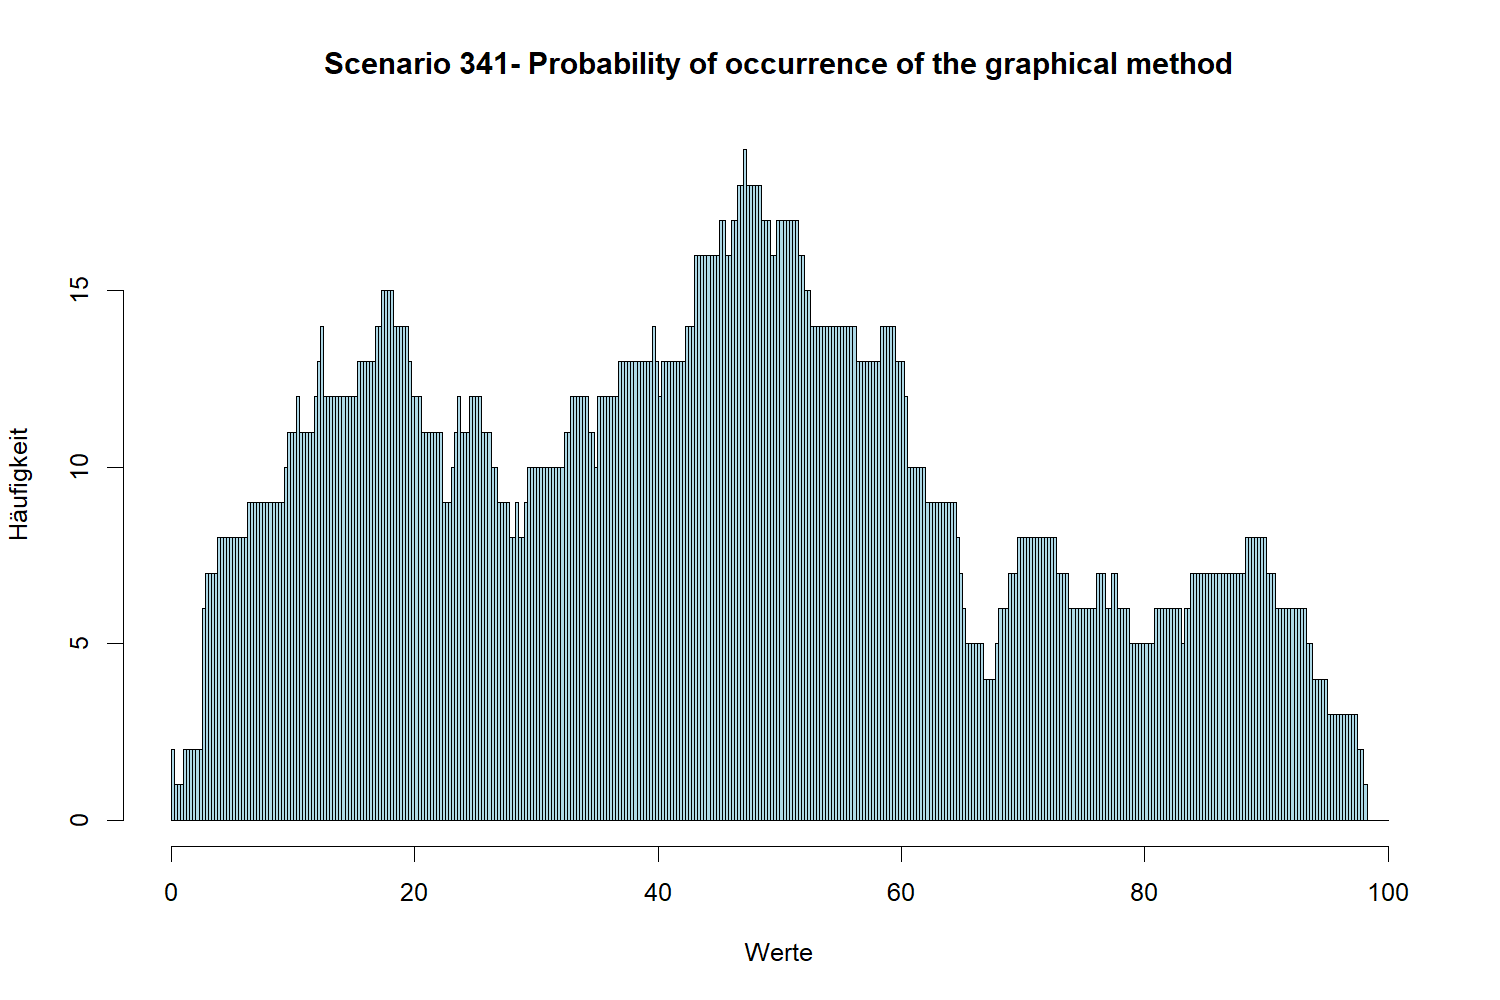 Scenario 341- Probability of occurrence of the graphical method
Häufigkeit
15
10
5
0
0 20 40 60 80 100
Werte